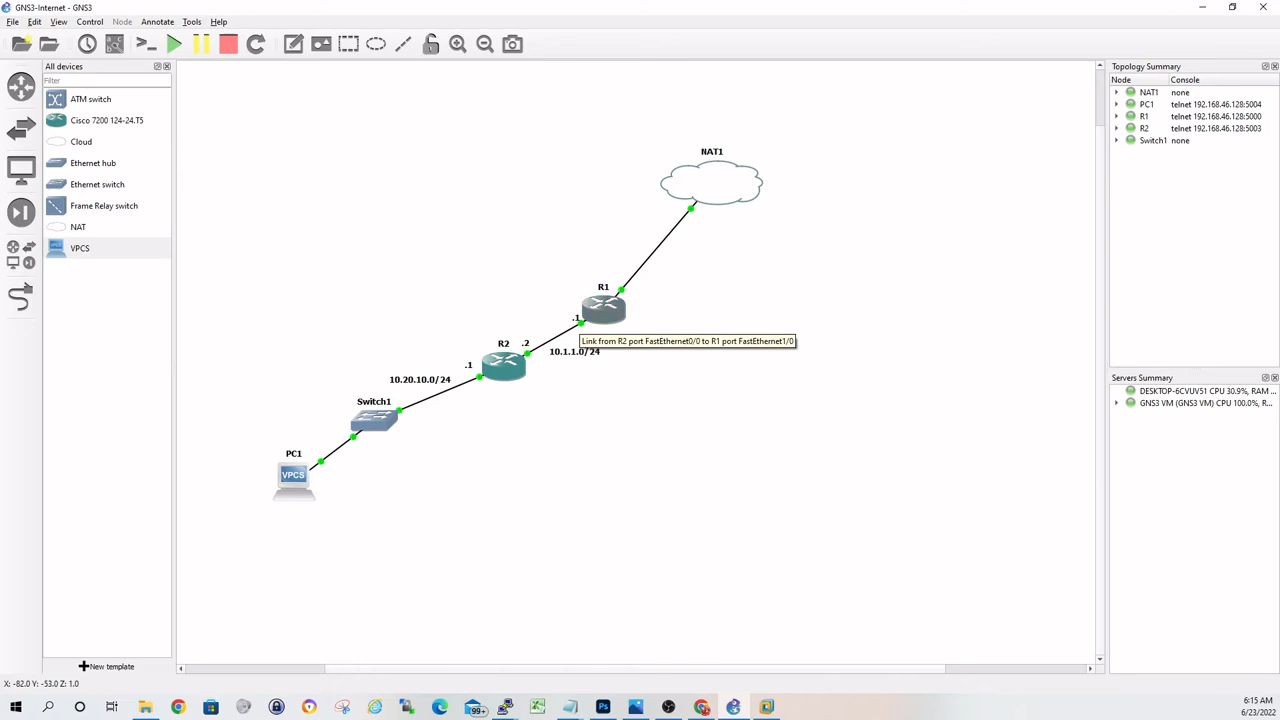 GNS3-Internet - GNS3
File Edit View Control Node Annotate Tools Help
All devices
Filter
ATM switch
Cisco 7200 124-24.T5
Cloud
Ethernet hub
Ethernet switch
Frame Relay switch
NAT
VPCS
New template
NAT1
R1
.1
Link from R2 port FastEthernet0/0 to R1 port FastEthernet1/0
10.1.1.0/24
R2
.2
.1
10.20.10.0/24
Switch1
PC1
VPCS
Topology Summary
Node Console
NAT1 none
PC1 telnet 192.168.46.128:5004
R1 telnet 192.168.46.128:5000
R2 telnet 192.168.46.128:5003
Switch1 none
Servers Summary
DESKTOP-6CVUV51 CPU 30.9%, RAM ...
GNS3 VM (GNS3 VM) CPU 100.0%, R...
X: -82.0 Y: -53.0 Z: 1.0
99+
6:15 AM
6/23/2022